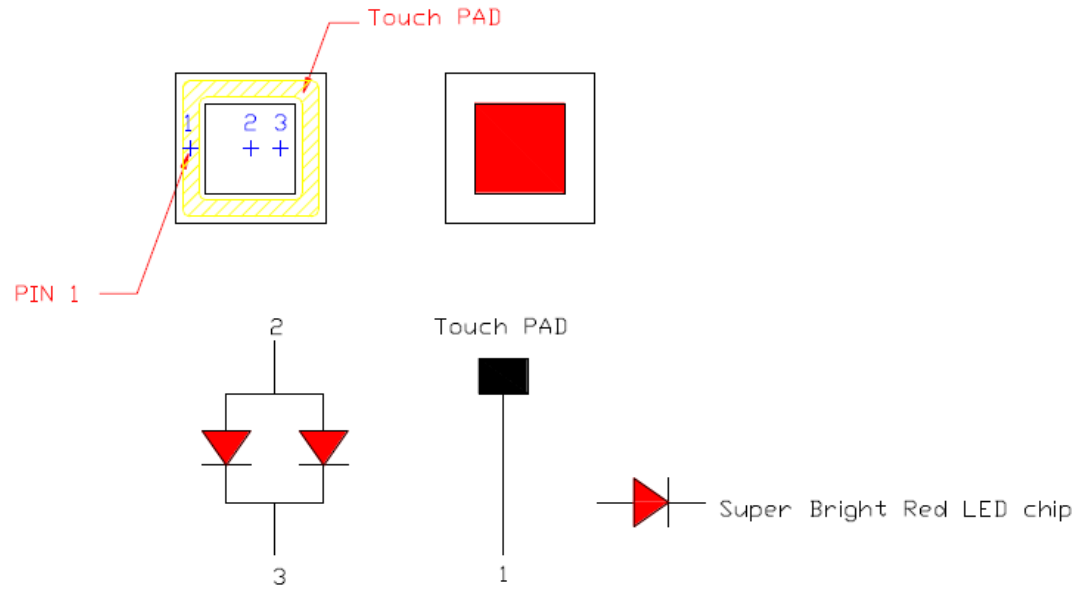 Touch PAD
1 2 3
PIN 1
2
Touch PAD
Super Bright Red LED chip
3
1